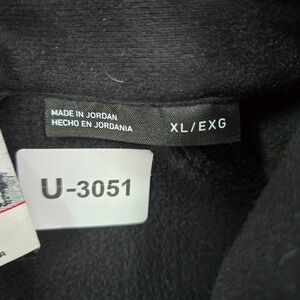 MADE IN JORDAN
HECHO EN JORDANIA
XL/EXG
U-3051